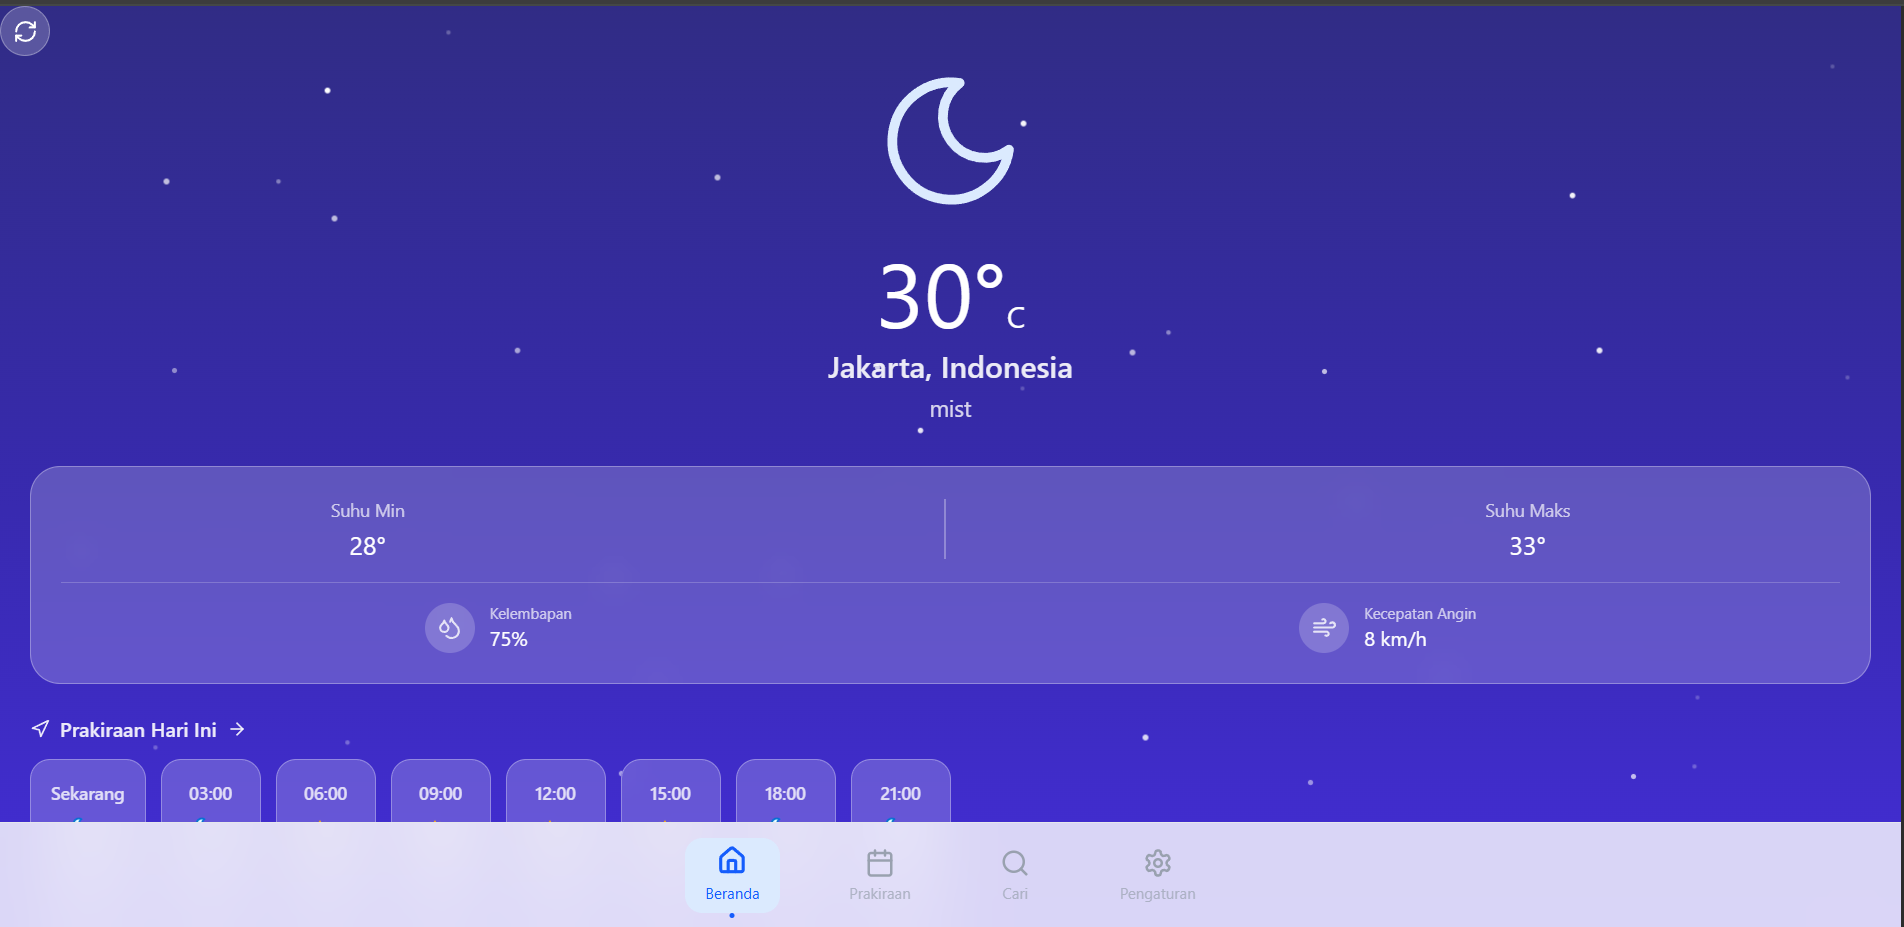 30°C
Jakarta, Indonesia
mist
Suhu Min
28°
Suhu Maks
33°
Kelembapan
75%
Kecepatan Angin
8 km/h
Prakiraan Hari Ini
Sekarang
03:00
06:00
09:00
12:00
15:00
18:00
21:00
Beranda
Prakiraan
Cari
Pengaturan